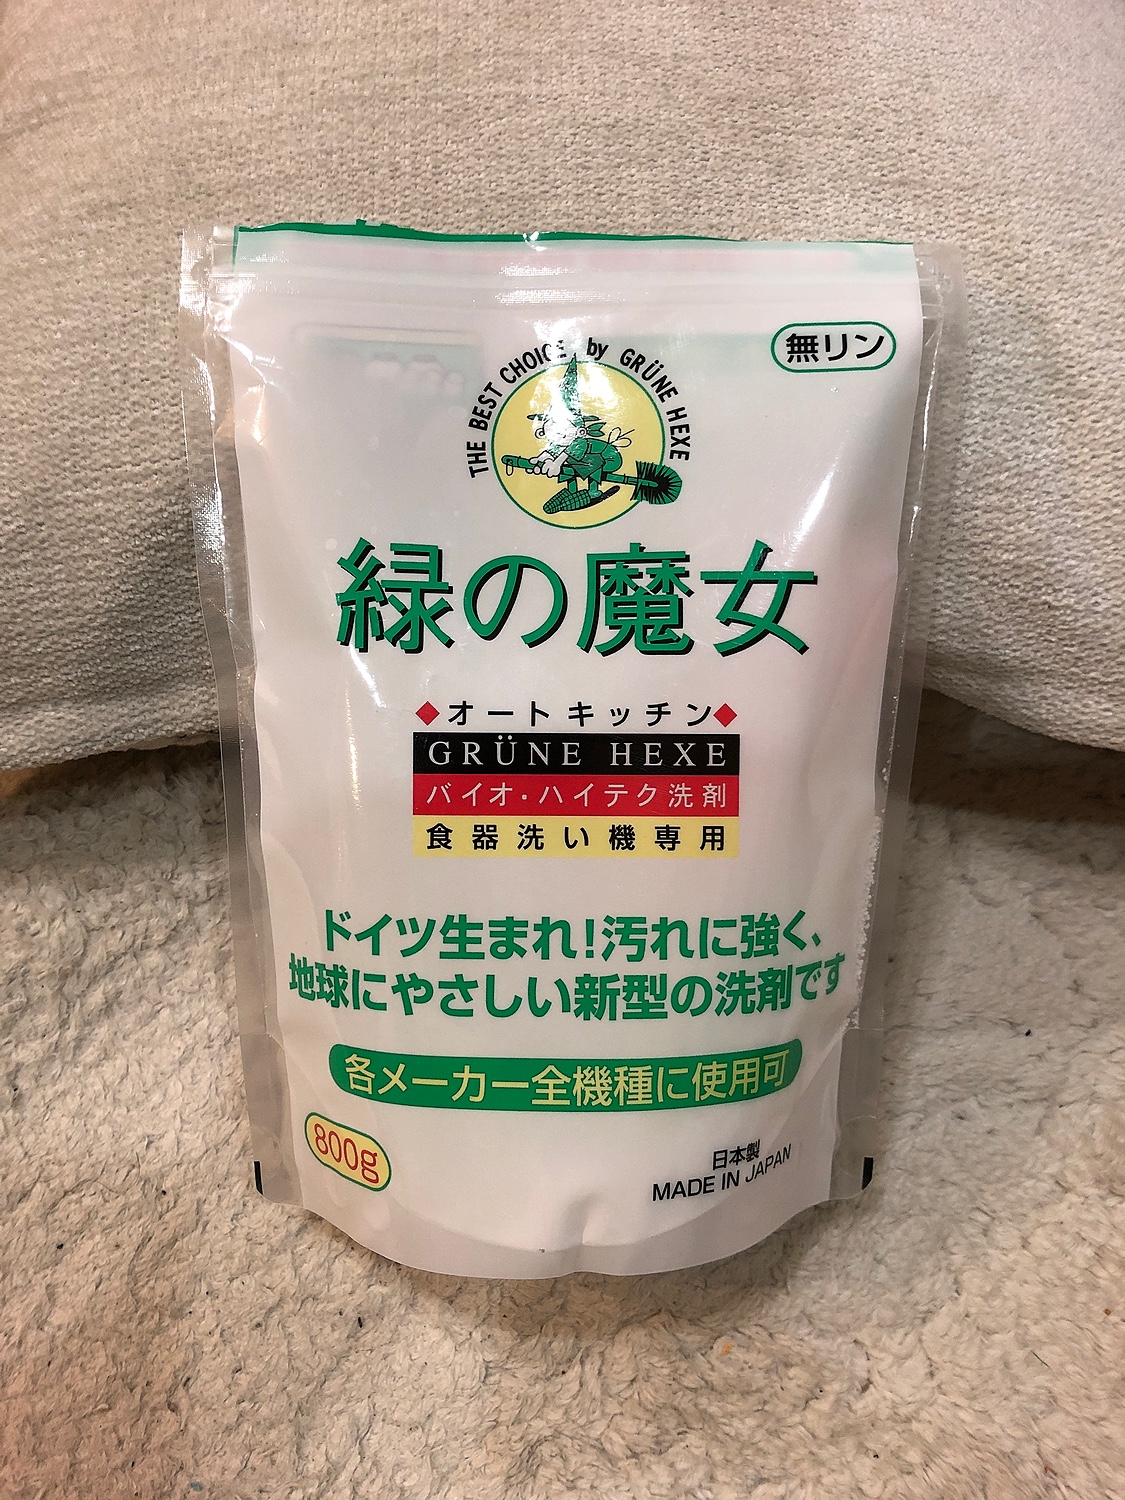 無リン
THE BEST CHOICE by GRÜNE HEXE
緑の魔女
◆オートキッチン◆
GRÜNE HEXE
バイオ・ハイテク洗剤
食器洗い機専用
ドイツ生まれ!汚れに強く、
地球にやさしい新型の洗剤です
各メーカー全機種に使用可
800g
日本製
MADE IN JAPAN